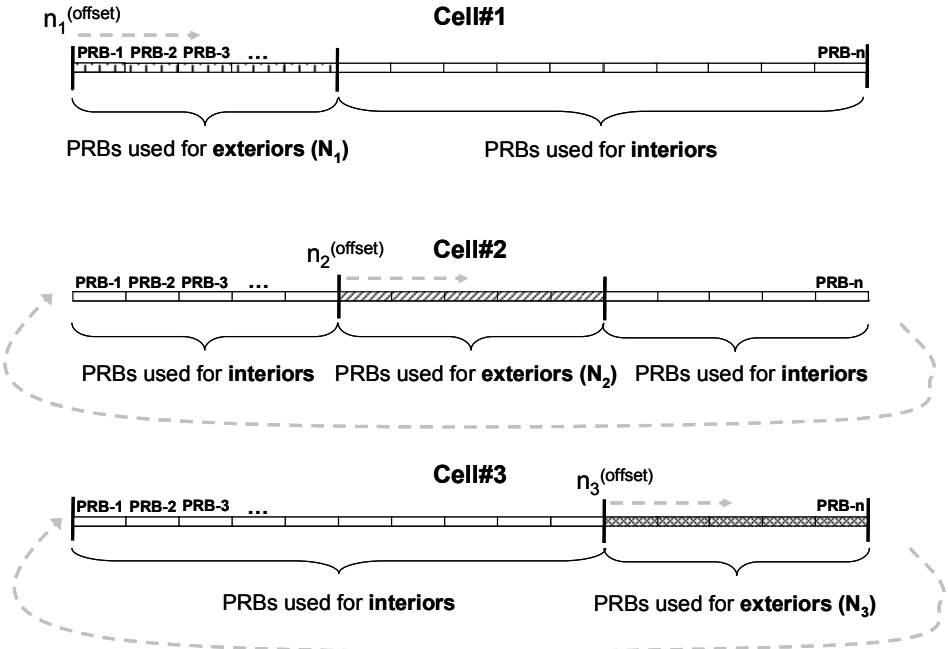 Cell#1
n₁(offset)
PRB-1 PRB-2 PRB-3 ... PRB-n
PRBs used for exteriors (N₁) PRBs used for interiors
Cell#2
n₂(offset)
PRB-1 PRB-2 PRB-3 ... PRB-n
PRBs used for interiors PRBs used for exteriors (N₂) PRBs used for interiors
Cell#3
n₃(offset)
PRB-1 PRB-2 PRB-3 ... PRB-n
PRBs used for interiors PRBs used for exteriors (N₃)